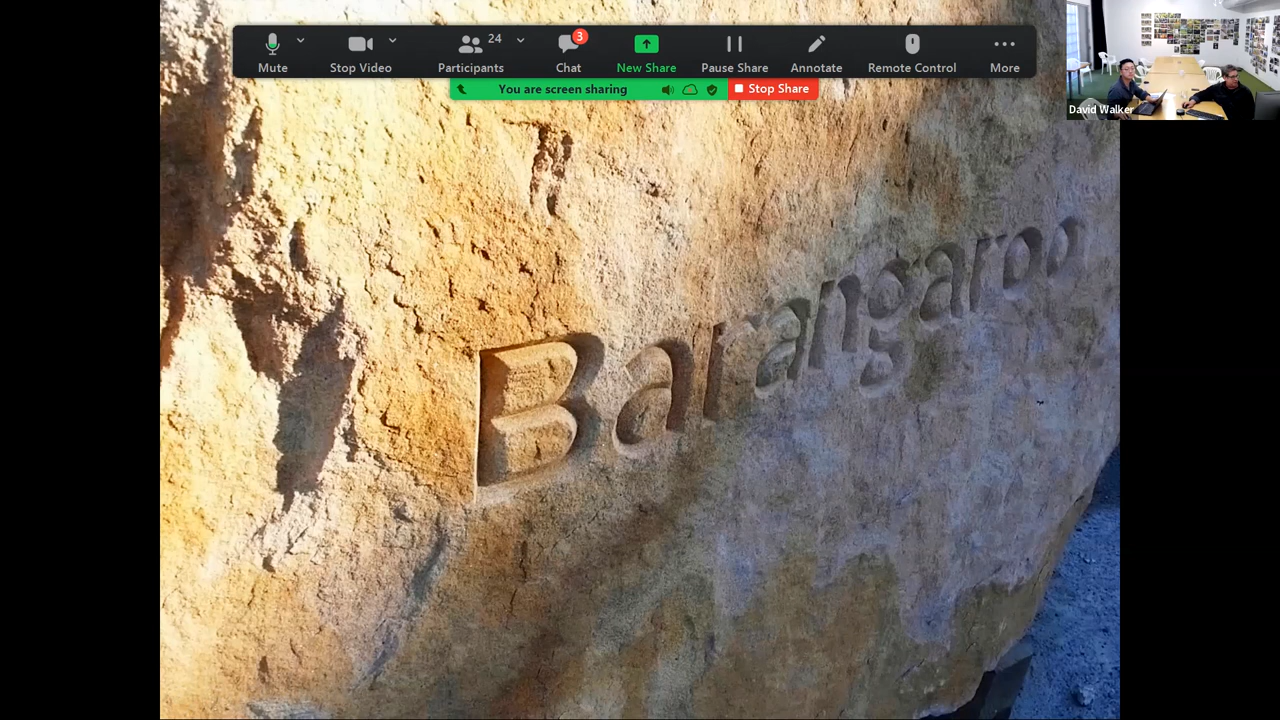 24
3
Mute
Stop Video
Participants
Chat
New Share
Pause Share
Annotate
Remote Control
More
You are screen sharing
Stop Share
David Walker
Barangaroo